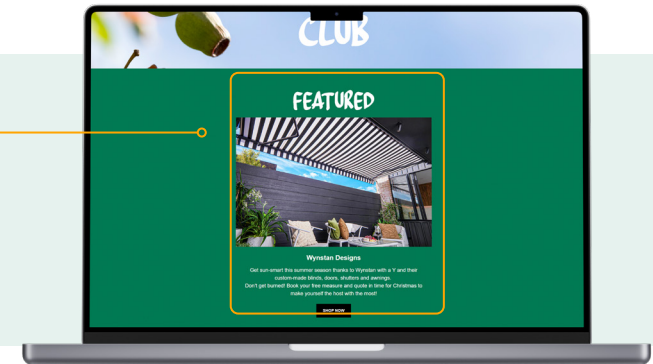 CLUB
FEATURED
Wynstan Designs
Get sun-smart this summer season thanks to Wynstan with a Y and their
custom-made blinds, doors, shutters and awnings.
Don't get burned! Book your free measure and quote in time for Christmas to
make yourself the host with the most!
SHOP NOW